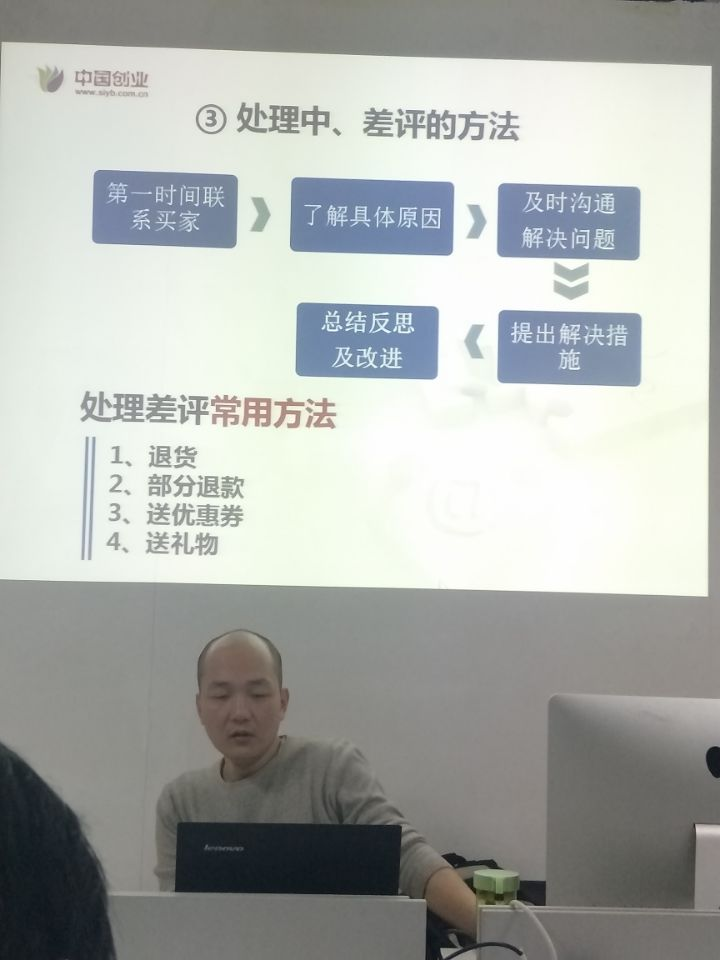 中国创业
www.siyb.com.cn
③ 处理中、差评的方法
第一时间联
系买家
了解具体原因
及时沟通
解决问题
提出解决措
施
总结反思
及改进
处理差评常用方法
1、退货
2、部分退款
3、送优惠券
4、送礼物
lenovo